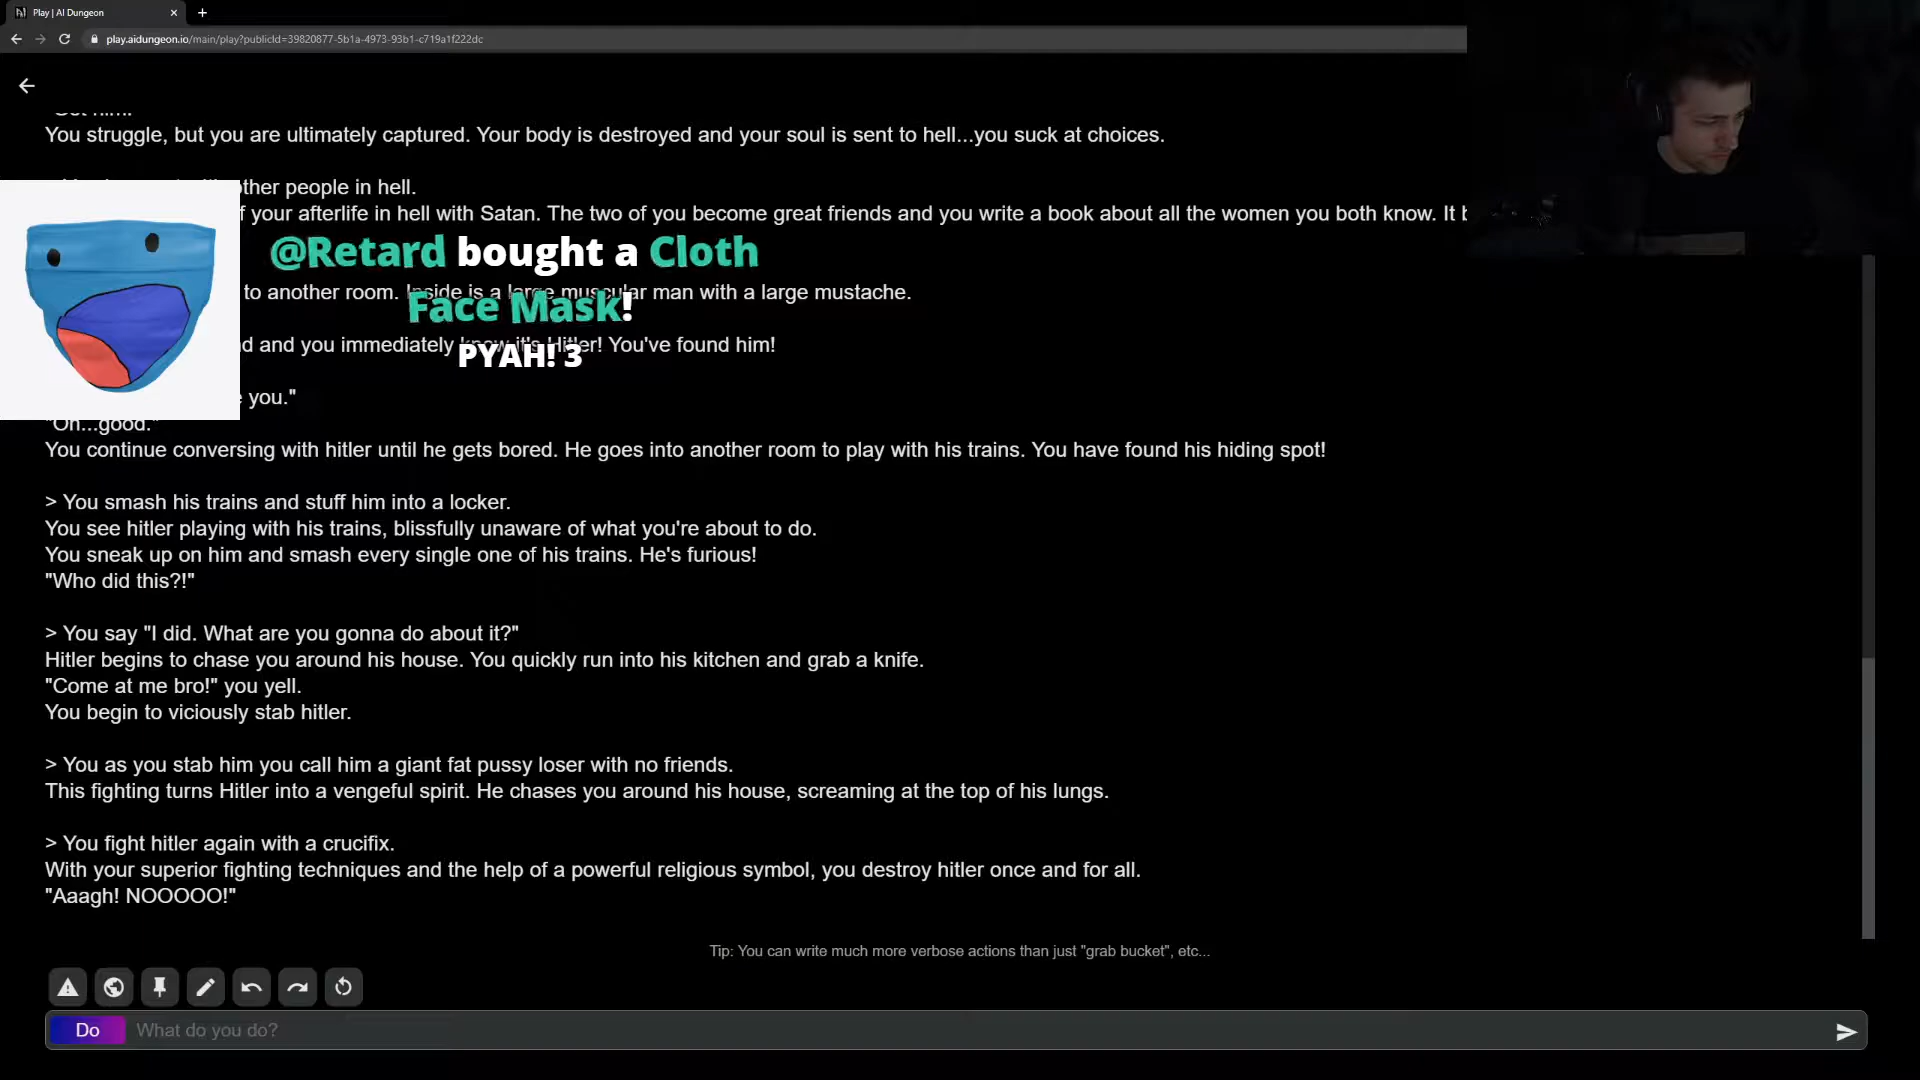 Play | AI Dungeon
play.aidungeon.io/main/play?publicId=39820877-5b1a-4973-93b1-c719a1f222dc
You struggle, but you are ultimately captured. Your body is destroyed and your soul is sent to hell...you suck at choices.
other people in hell.
f your afterlife in hell with Satan. The two of you become great friends and you write a book about all the women you both know. It b
@Retard bought a Cloth
to another room. Inside is a large muscular man with a large mustache.
Face Mask!
d and you immediately know it's Hitler! You've found him!
PYAH! 3
you."
"Oh...good."
You continue conversing with hitler until he gets bored. He goes into another room to play with his trains. You have found his hiding spot!
> You smash his trains and stuff him into a locker.
You see hitler playing with his trains, blissfully unaware of what you're about to do.
You sneak up on him and smash every single one of his trains. He's furious!
"Who did this?!"
> You say "I did. What are you gonna do about it?"
Hitler begins to chase you around his house. You quickly run into his kitchen and grab a knife.
"Come at me bro!" you yell.
You begin to viciously stab hitler.
> You as you stab him you call him a giant fat pussy loser with no friends.
This fighting turns Hitler into a vengeful spirit. He chases you around his house, screaming at the top of his lungs.
> You fight hitler again with a crucifix.
With your superior fighting techniques and the help of a powerful religious symbol, you destroy hitler once and for all.
"Aaagh! NOOOOO!"
Tip: You can write much more verbose actions than just "grab bucket", etc...
Do What do you do?